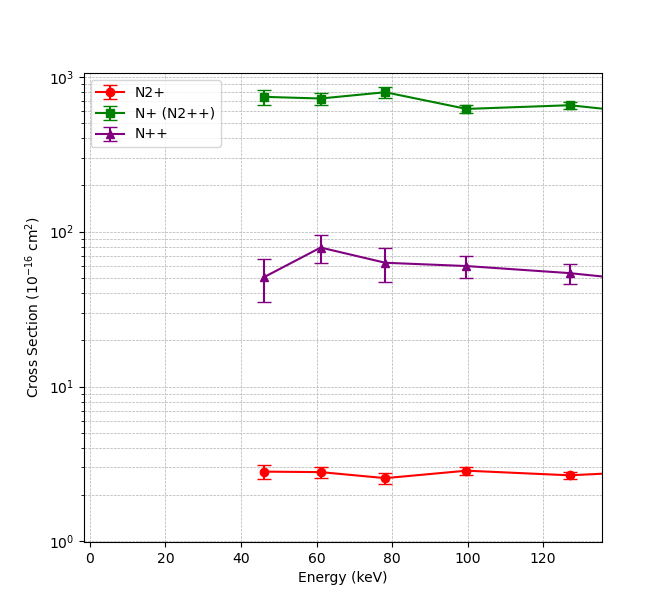 N2+
N+ (N2++)
N++
10³
10²
10¹
10⁰
Cross Section (10⁻¹⁶ cm²)
0 20 40 60 80 100 120
Energy (keV)